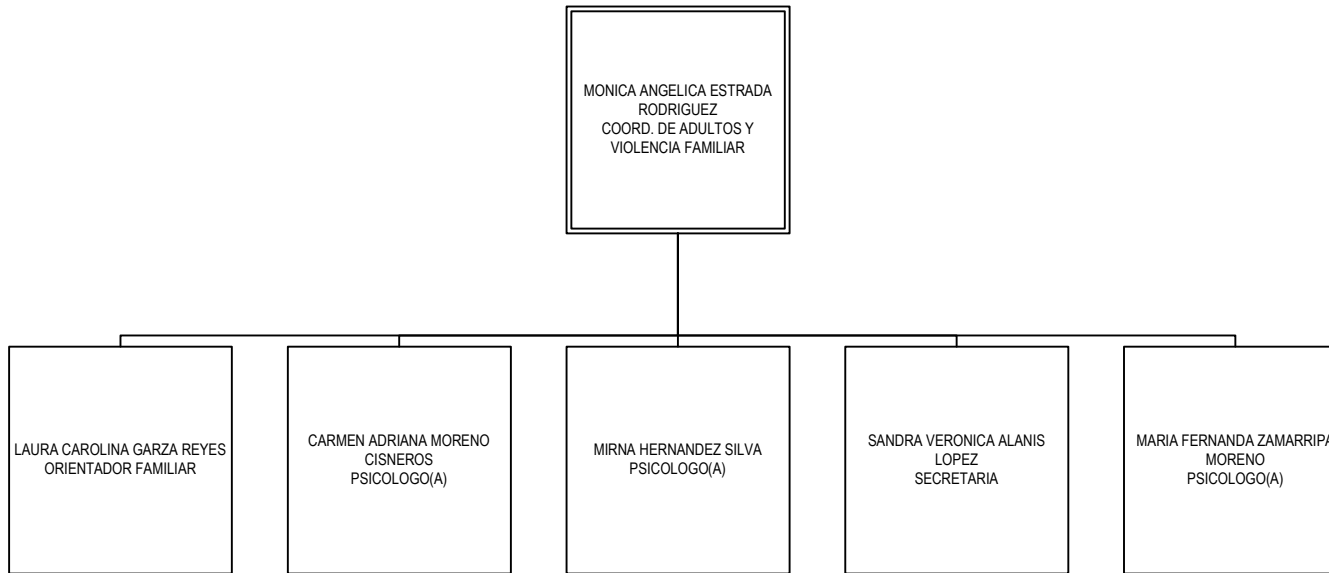 MONICA ANGELICA ESTRADA
RODRIGUEZ
COORD. DE ADULTOS Y
VIOLENCIA FAMILIAR
LAURA CAROLINA GARZA REYES
ORIENTADOR FAMILIAR
CARMEN ADRIANA MORENO
CISNEROS
PSICOLOGO(A)
MIRNA HERNANDEZ SILVA
PSICOLOGO(A)
SANDRA VERONICA ALANIS
LOPEZ
SECRETARIA
MARIA FERNANDA ZAMARRIPA
MORENO
PSICOLOGO(A)